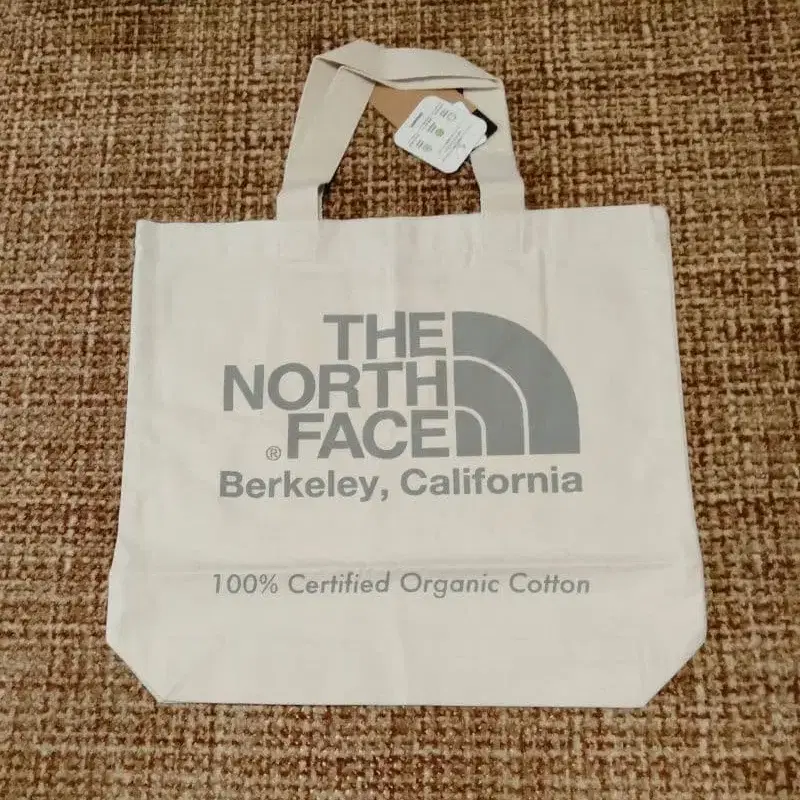 THE
NORTH
® FACE
Berkeley, California
100% Certified Organic Cotton